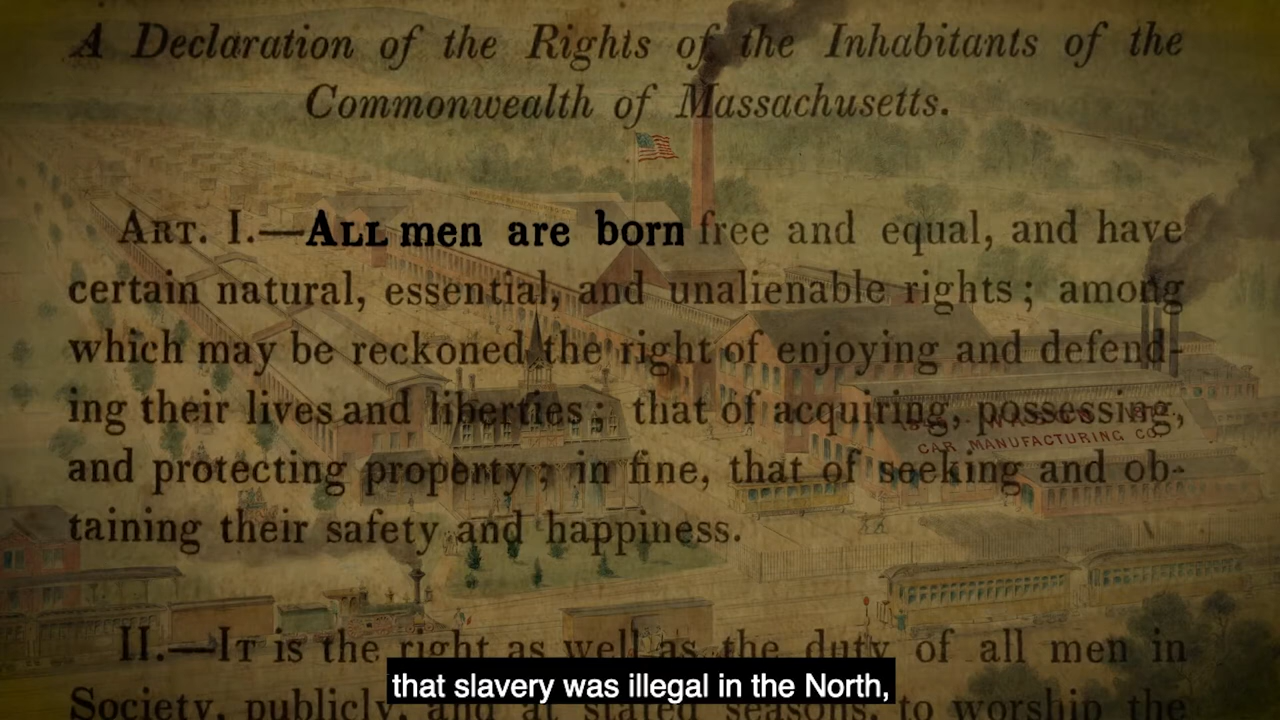 A Declaration of the Rights of the Inhabitants of the
Commonwealth of Massachusetts.
ART. I.—ALL men are born free and equal, and have
certain natural, essential, and unalienable rights; among
which may be reckoned the right of enjoying and defend-
ing their lives and liberties; that of acquiring, possessing,
CAR MANUFACTURING CO
and protecting property; in fine, that of seeking and ob-
taining their safety and happiness.
II.—IT is the right as well as the duty of all men in
Society, publicly, and at stated seasons, to worship the
that slavery was illegal in the North,